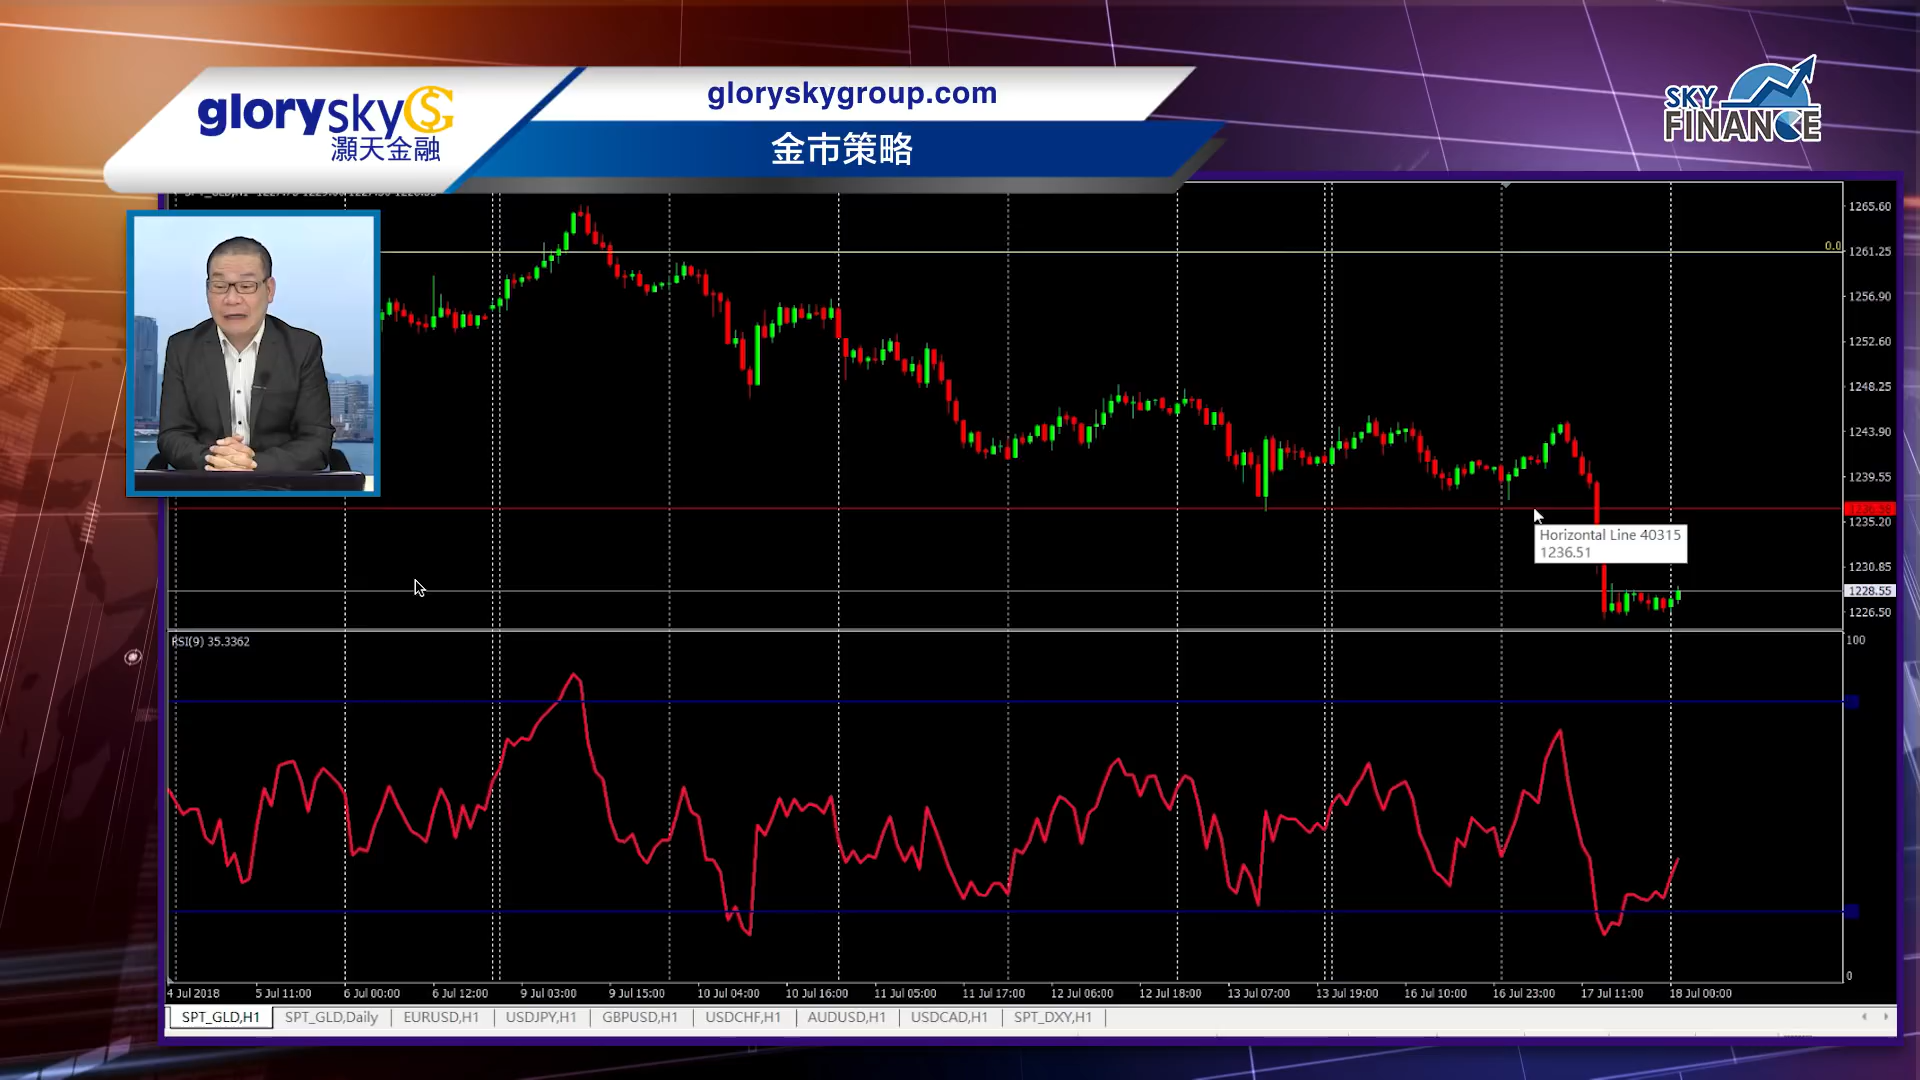 glorysky
灝天金融
gloryskygroup.com
金市策略
SKY
FINANCE
0.0
1265.60
1261.25
1256.90
1252.60
1248.25
1243.90
1239.55
1235.20
1230.85
1228.55
1226.50
Horizontal Line 40315
1236.51
RSI(9) 35.3362
100
0
4 Jul 2018
5 Jul 11:00
6 Jul 00:00
6 Jul 12:00
9 Jul 03:00
9 Jul 15:00
10 Jul 04:00
10 Jul 16:00
11 Jul 05:00
11 Jul 17:00
12 Jul 06:00
12 Jul 18:00
13 Jul 07:00
13 Jul 19:00
16 Jul 10:00
16 Jul 23:00
17 Jul 11:00
18 Jul 00:00
SPT_GLD,H1
SPT_GLD,Daily
EURUSD,H1
USDJPY,H1
GBPUSD,H1
USDCHF,H1
AUDUSD,H1
USDCAD,H1
SPT_DXY,H1